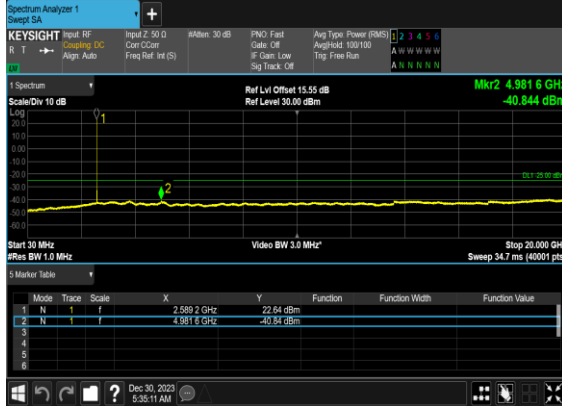 Spectrum Analyzer 1
Swept SA
+
KEYSIGHT
R T
Input: RF
Coupling: DC
Align: Auto
Input Z: 50 Ω
Corr CCorr
Freq Ref: Int (S)
#Atten: 30 dB
PNO: Fast
Gate: Off
IF Gain: Low
Sig Track: Off
Avg Type: Power (RMS)
Avg|Hold: 100/100
Trig: Free Run
1 2 3 4 5 6
A W W W W W
A N N N N N
1 Spectrum
Scale/Div 10 dB
Ref Lvl Offset 15.55 dB
Ref Level 30.00 dBm
Mkr2 4.981 6 GHz
-40.844 dBm
Log
20.0
10.0
0.00
-10.0
-20.0
-30.0
-40.0
-50.0
-60.0
1
2
DL1 -25.00 dBm
Start 30 MHz
#Res BW 1.0 MHz
Video BW 3.0 MHz*
Stop 20.000 GHz
Sweep 34.7 ms (40001 pts)
5 Marker Table
Mode Trace Scale X Y Function Function Width Function Value
1 N 1 f 2.589 2 GHz 22.64 dBm
2 N 1 f 4.981 6 GHz -40.84 dBm
3
4
5
6
?
Dec 30, 2023
5:35:11 AM